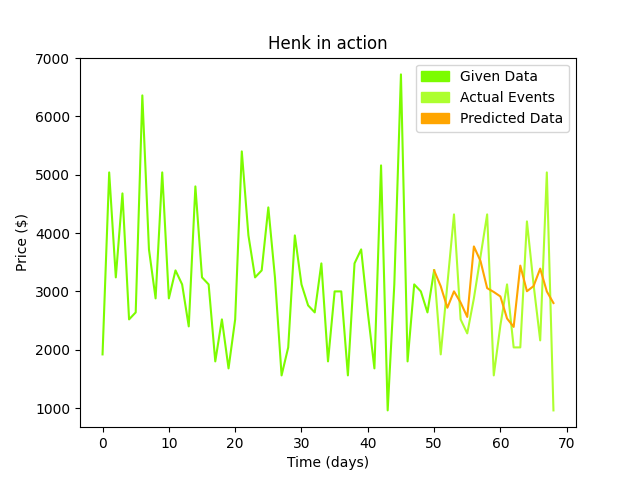 Henk in action
Given Data
Actual Events
Predicted Data
Price ($)
7000
6000
5000
4000
3000
2000
1000
0 10 20 30 40 50 60 70
Time (days)